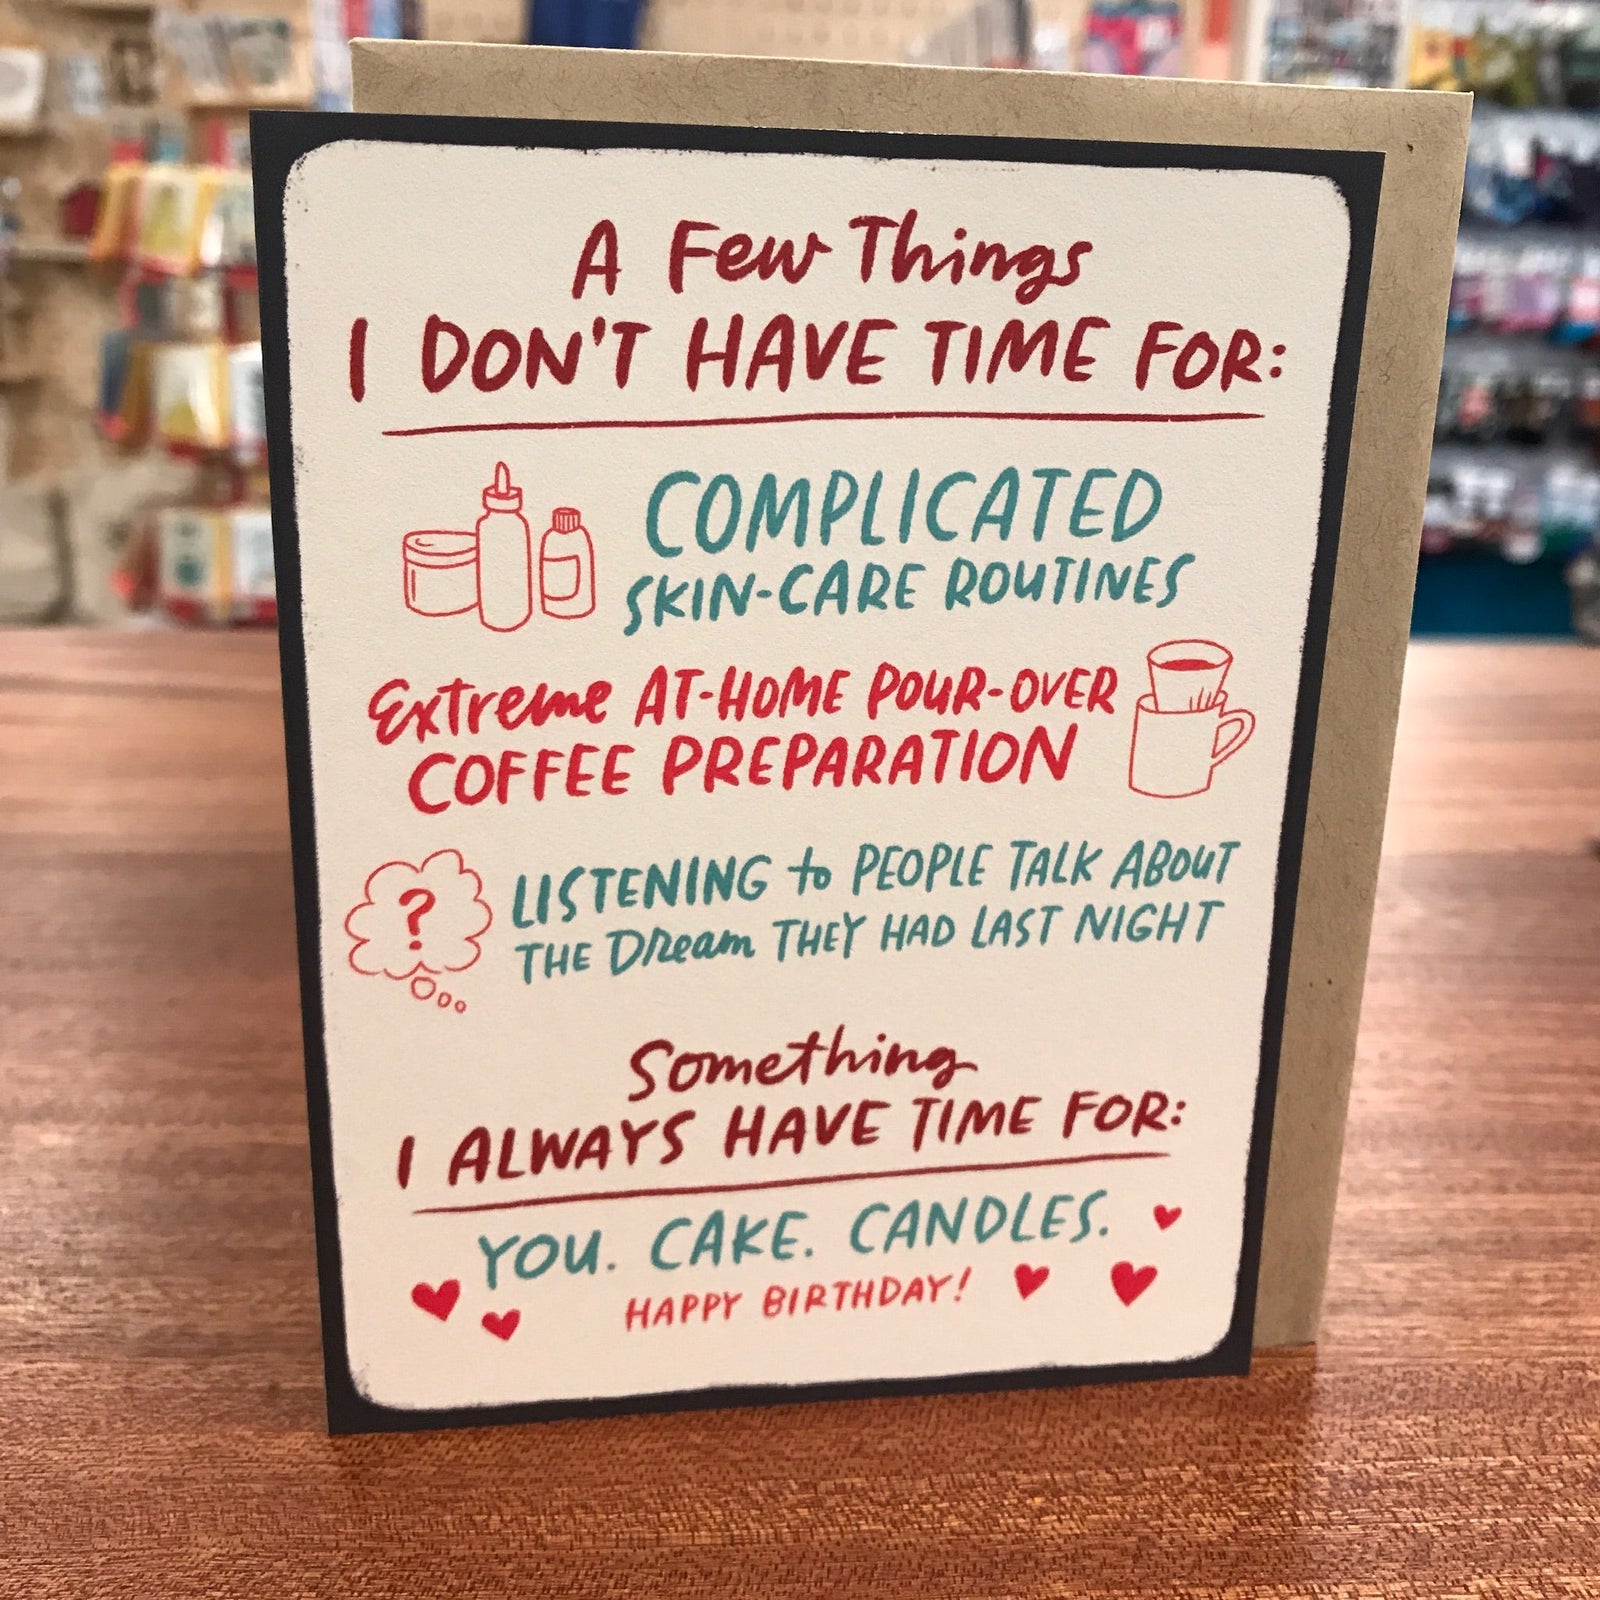 A Few Things
I DON'T HAVE TIME FOR:
COMPLICATED
SKIN-CARE ROUTINES
Extreme AT-HOME POUR-OVER
COFFEE PREPARATION
?
LISTENING to PEOPLE TALK ABOUT
THE Dream THEY HAD LAST NIGHT
Something
I ALWAYS HAVE TIME FOR:
YOU. CAKE. CANDLES.
HAPPY BIRTHDAY!